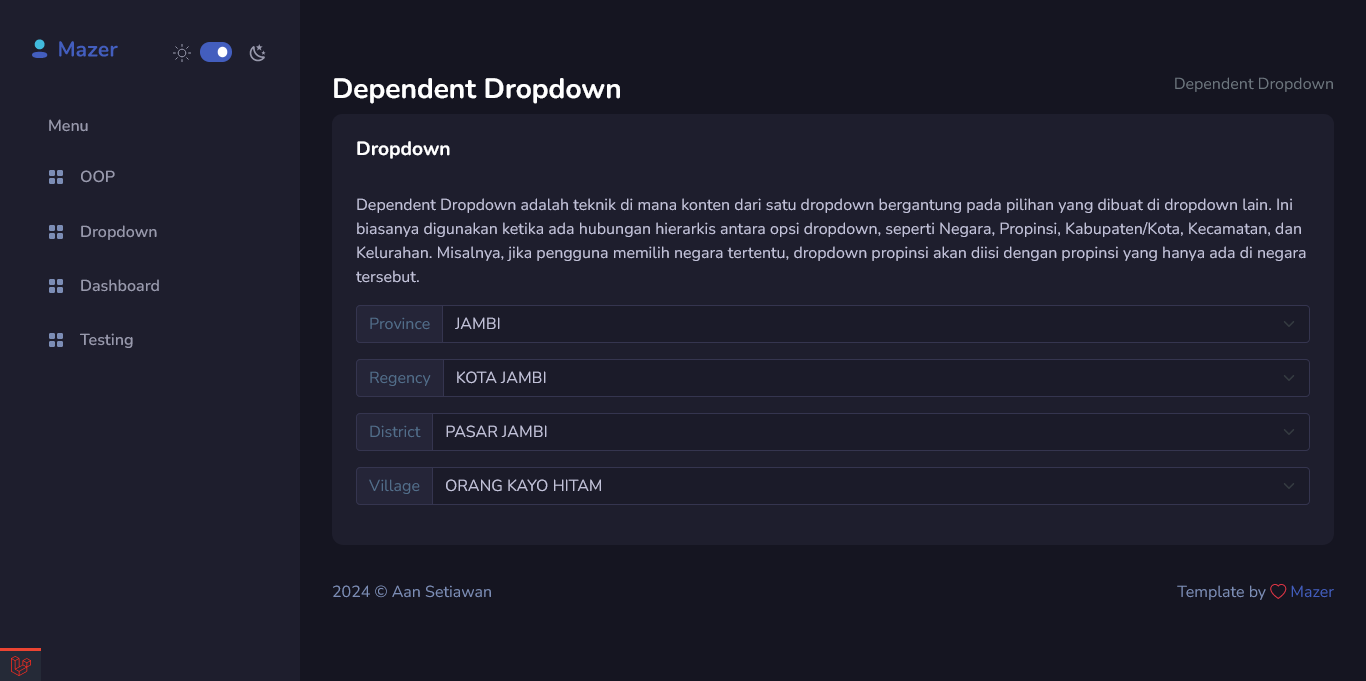 Mazer
Menu
OOP
Dropdown
Dashboard
Testing
Dependent Dropdown
Dependent Dropdown
Dropdown
Dependent Dropdown adalah teknik di mana konten dari satu dropdown bergantung pada pilihan yang dibuat di dropdown lain. Ini
biasanya digunakan ketika ada hubungan hierarkis antara opsi dropdown, seperti Negara, Propinsi, Kabupaten/Kota, Kecamatan, dan
Kelurahan. Misalnya, jika pengguna memilih negara tertentu, dropdown propinsi akan diisi dengan propinsi yang hanya ada di negara
tersebut.
Province JAMBI
Regency KOTA JAMBI
District PASAR JAMBI
Village ORANG KAYO HITAM
2024 © Aan Setiawan
Template by Mazer